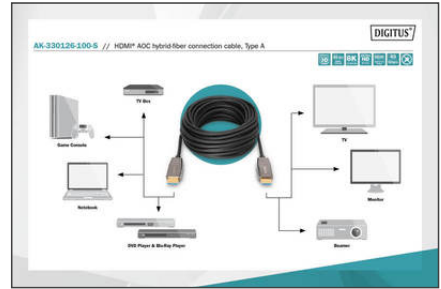 DIGITUS®
AK-330126-100-S // HDMI® AOC hybrid-fiber connection cable, Type A
8K
TV Box
Game Console
TV
Notebook
Monitor
DVD Player & Blu-Ray Player
Beamer